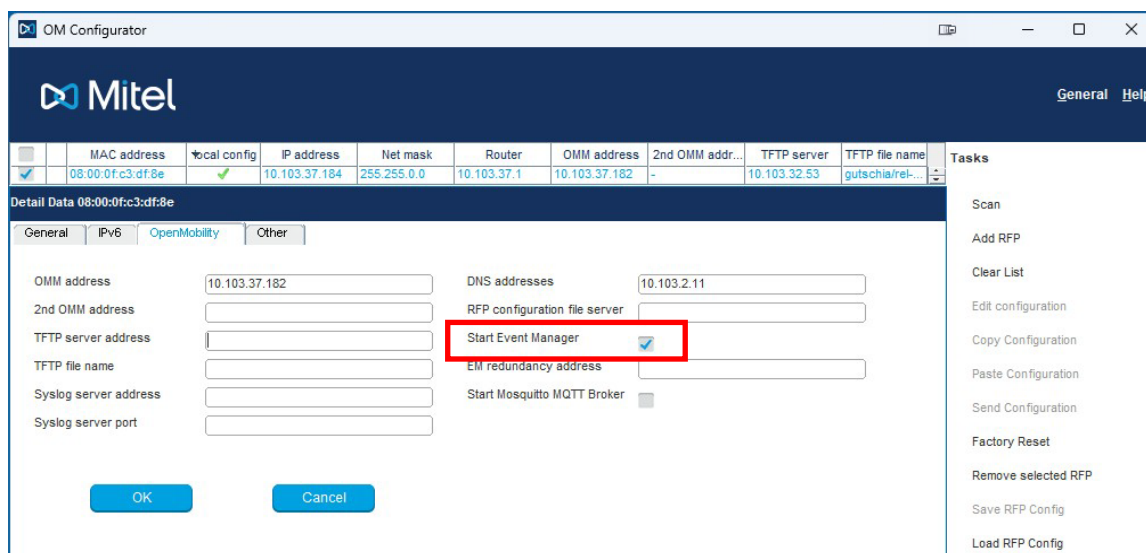 OM Configurator
Mitel
General Help
MAC address local config IP address Net mask Router OMM address 2nd OMM addr... TFTP server TFTP file name
08:00:0f:c3:df:8e 10.103.37.184 255.255.0.0 10.103.37.1 10.103.37.182 - 10.103.32.53 gutschia/rel-...
Tasks
Detail Data 08:00:0f:c3:df:8e
General IPv6 OpenMobility Other
OMM address 10.103.37.182 DNS addresses 10.103.2.11
2nd OMM address RFP configuration file server
TFTP server address Start Event Manager
TFTP file name EM redundancy address
Syslog server address Start Mosquitto MQTT Broker
Syslog server port
OK Cancel
Scan
Add RFP
Clear List
Edit configuration
Copy Configuration
Paste Configuration
Send Configuration
Factory Reset
Remove selected RFP
Save RFP Config
Load RFP Config